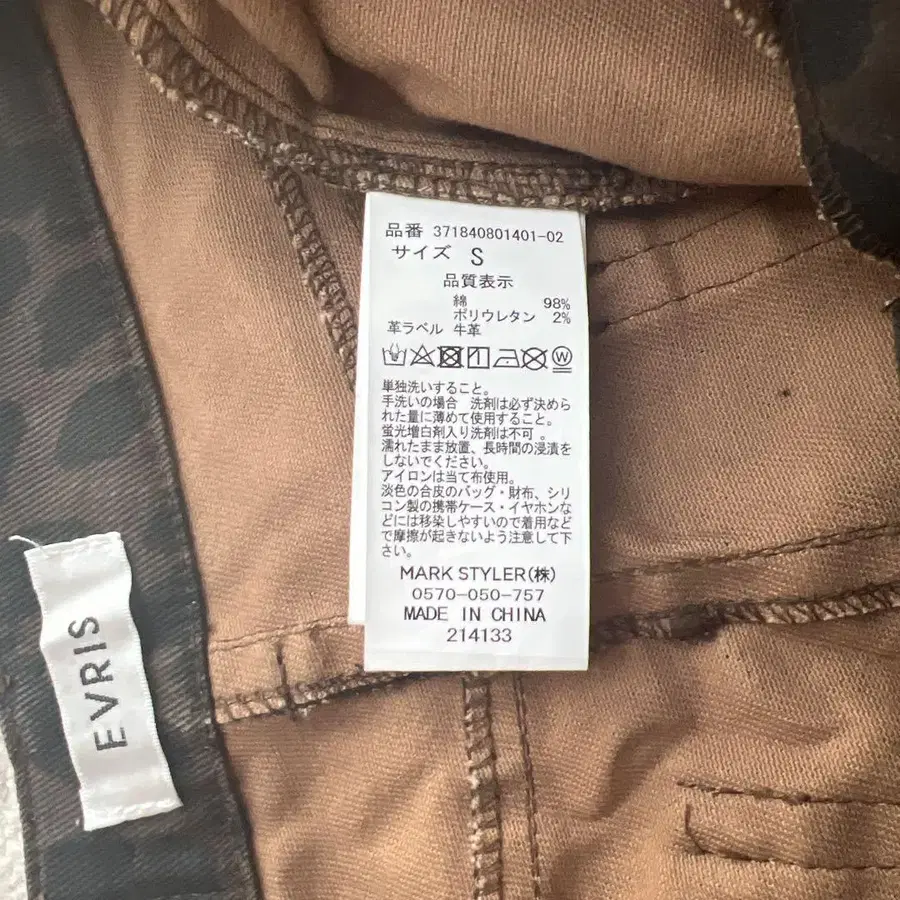 品番 371840801401-02
サイズ S
品質表示
綿 98%
ポリウレタン 2%
革ラベル 牛革
単独洗いすること。
手洗いの場合 洗剤は必ず決めら
れた量に薄めて使用すること。
蛍光増白剤入り洗剤は不可 。
濡れたまま放置、長時間の浸漬を
しないでください。
アイロンは当て布使用。
淡色の合皮のバッグ・財布、シリ
コン製の携帯ケース・イヤホンな
どには移染しやすいので着用など
で摩擦が起きないよう注意して下
さい。
MARK STYLER(株)
0570-050-757
MADE IN CHINA
214133
EVRIS